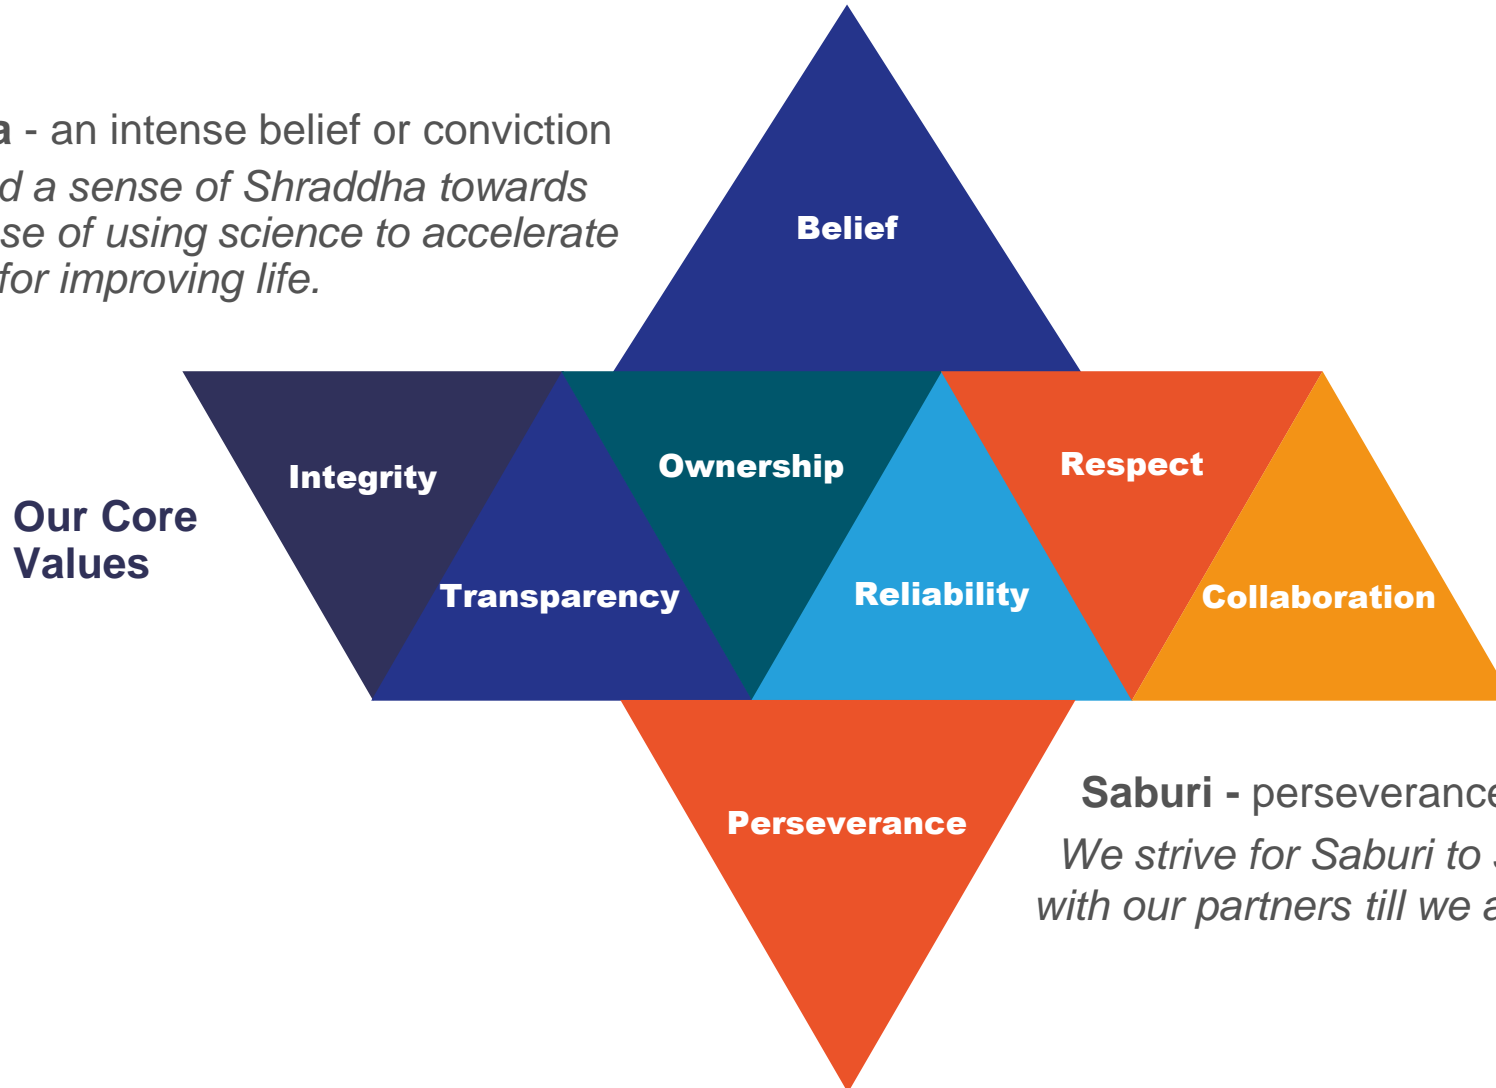 - an intense belief or conviction
a sense of Shraddha towards
of using science to accelerate
for improving life.
Belief
Integrity
Ownership
Respect
Our Core
Values
Transparency
Reliability
Collaboration
Perseverance
Saburi - perseverance
We strive for Saburi to
with our partners till we